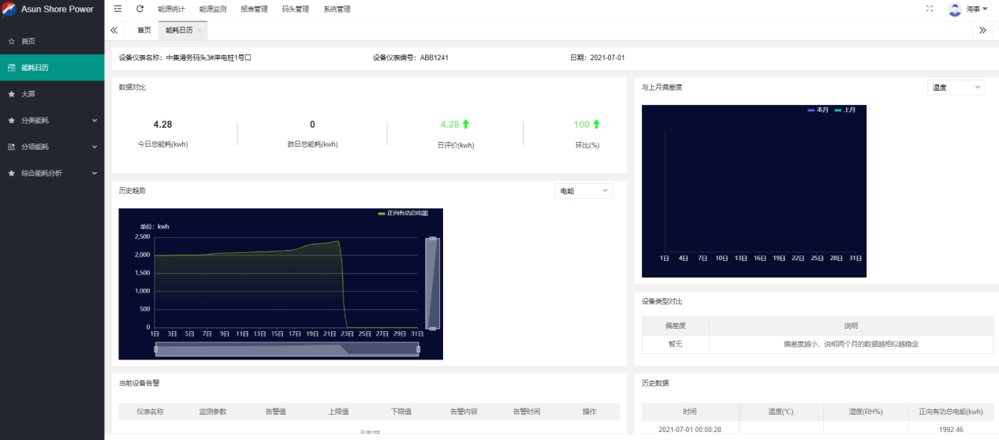 Asun Shore Power
能源统计 能源监测 报表管理 码头管理 系统管理
海事
首页 能耗日历
首页
能耗日历
大屏
分类能耗
分项能耗
综合能耗分析
设备仪表名称：中集港务码头3#岸电桩1号口 设备仪表编号：ABB1241 日期：2021-07-01
数据对比
4.28 0 4.28 100
今日总能耗(kwh) 昨日总能耗(kwh) 日评价(kwh) 环比(%)
与上月偏差度 温度
本月 上月
1日 4日 7日 10日 13日 16日 19日 22日 25日 28日 31日
历史趋势 电能
正向有功总电能
单位：kwh
2,500
2,000
1,500
1,000
500
0
1日 3日 5日 7日 9日 11日 13日 15日 17日 19日 21日 23日 25日 27日 29日 31日
设备类型对比
偏差度 说明
暂无 偏差度越小，说明两个月的数据越相似越稳定
当前设备告警
仪表名称 监测参数 告警值 上限值 下限值 告警内容 告警时间 操作
历史数据
时间 温度(℃) 湿度(RH%) 正向有功总电能(kwh)
2021-07-01 00:00:28 1992.46